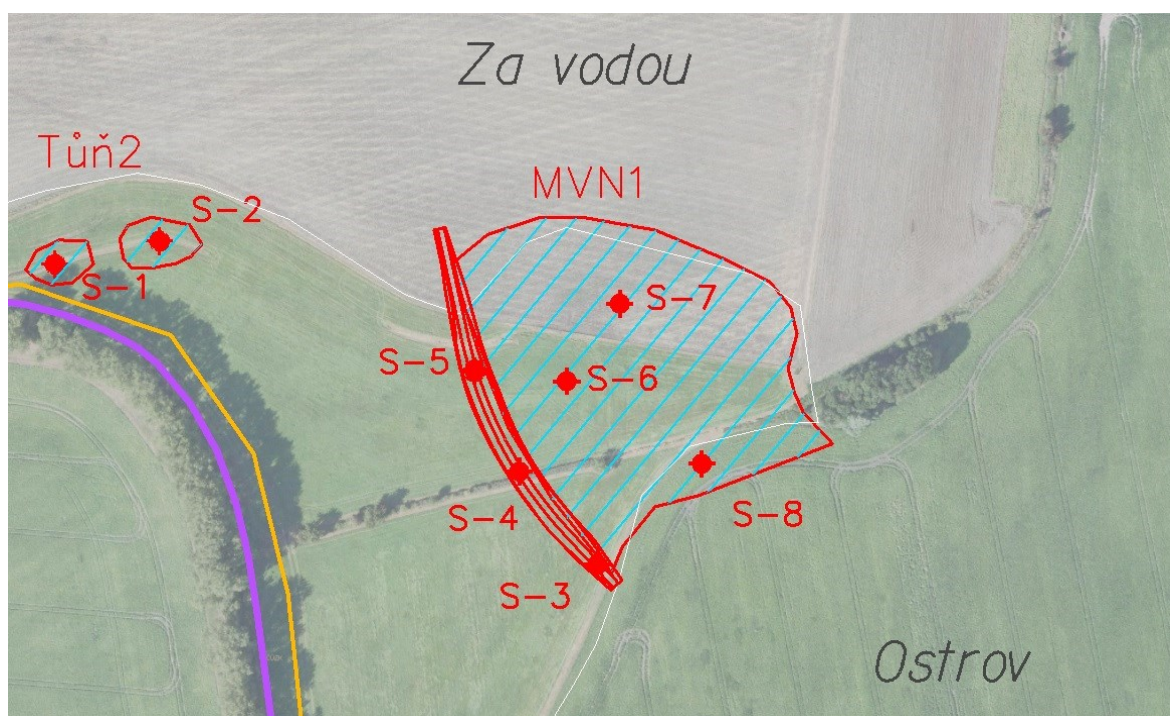 Za vodou
Tůň2
MVN1
S-2
S-1
S-7
S-5
S-6
S-4
S-8
S-3
Ostrov